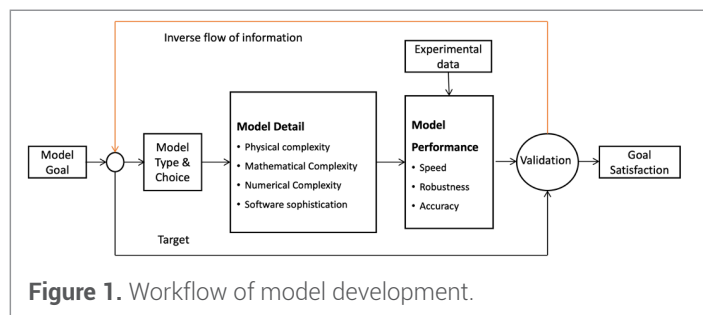 Inverse flow of information
Experimental
data
Model
Goal
Model
Type &
Choice
Model Detail
• Physical complexity
• Mathematical Complexity
• Numerical Complexity
• Software sophistication
Model
Performance
• Speed
• Robustness
• Accuracy
Validation
Goal
Satisfaction
Target
Figure 1. Workflow of model development.